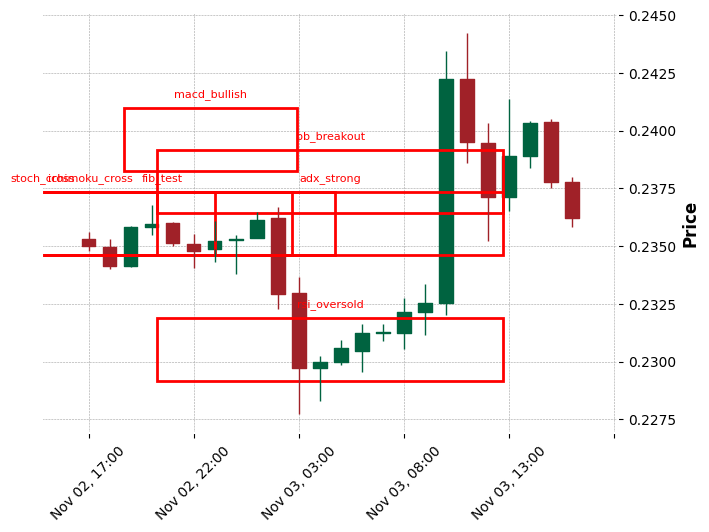 0.2450
0.2425
macd_bullish
0.2400
bb_breakout
stoch_cross
ichimoku_cross
fib_test
adx_strong
0.2375
0.2350
Price
0.2325
rsi_oversold
0.2300
0.2275
Nov 02, 17:00
Nov 02, 22:00
Nov 03, 03:00
Nov 03, 08:00
Nov 03, 13:00